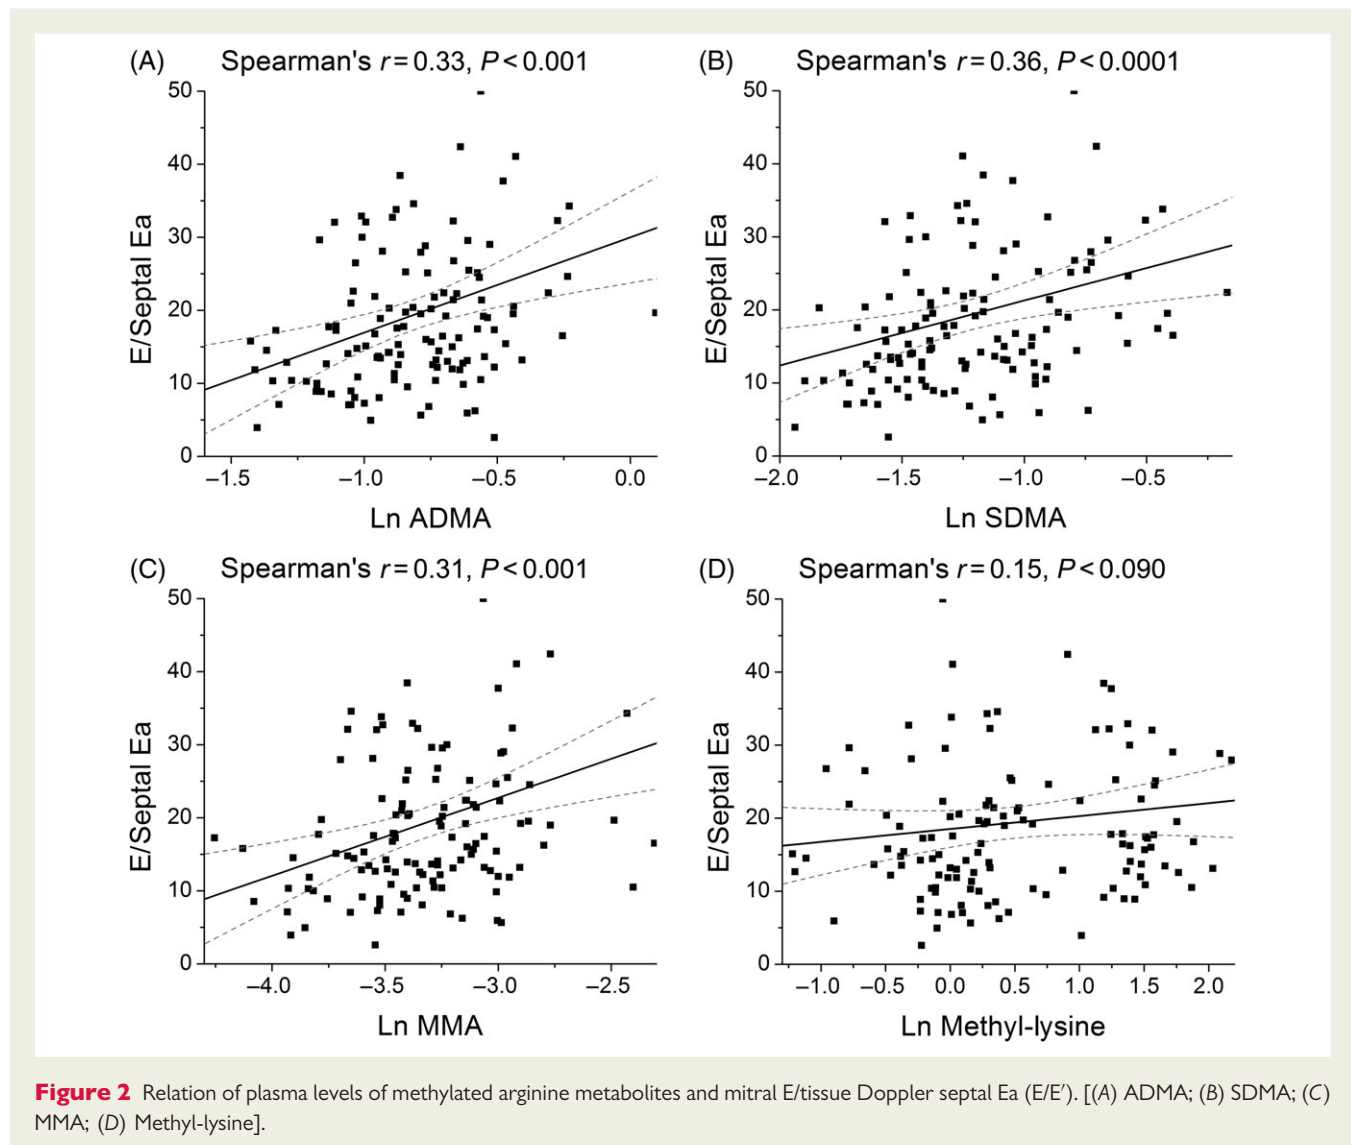 (A) Spearman's r = 0.33, P < 0.001
50
40
30
20
10
0
E/Septal Ea
–1.5 –1.0 –0.5 0.0
Ln ADMA
(B) Spearman's r = 0.36, P < 0.0001
50
40
30
20
10
0
E/Septal Ea
–2.0 –1.5 –1.0 –0.5
Ln SDMA
(C) Spearman's r = 0.31, P < 0.001
50
40
30
20
10
0
E/Septal Ea
–4.0 –3.5 –3.0 –2.5
Ln MMA
(D) Spearman's r = 0.15, P < 0.090
50
40
30
20
10
0
E/Septal Ea
–1.0 –0.5 0.0 0.5 1.0 1.5 2.0
Ln Methyl-lysine
Figure 2 Relation of plasma levels of methylated arginine metabolites and mitral E/tissue Doppler septal Ea (E/E′). [(A) ADMA; (B) SDMA; (C)
MMA; (D) Methyl-lysine].